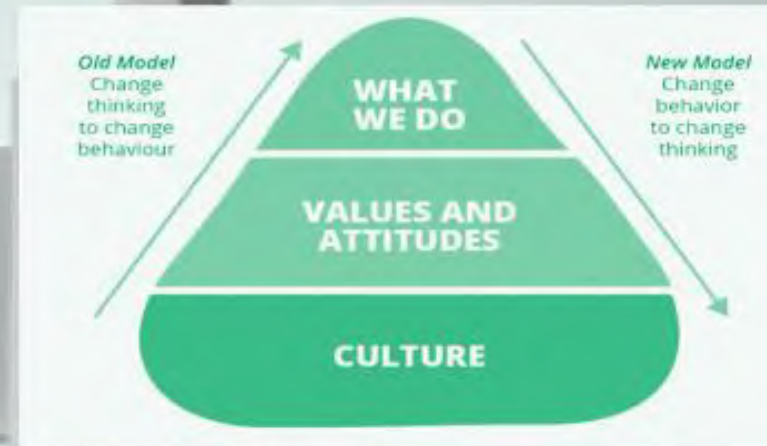 Old Model
Change
thinking
to change
behaviour
WHAT
WE DO
New Model
Change
behavior
to change
thinking
VALUES AND
ATTITUDES
CULTURE